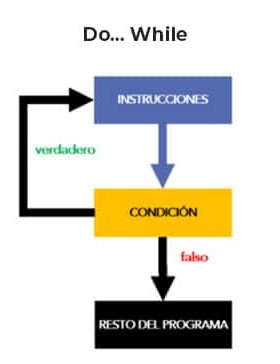 Do... While
INSTRUCCIONES
verdadero
CONDICIÓN
falso
RESTO DEL PROGRAMA